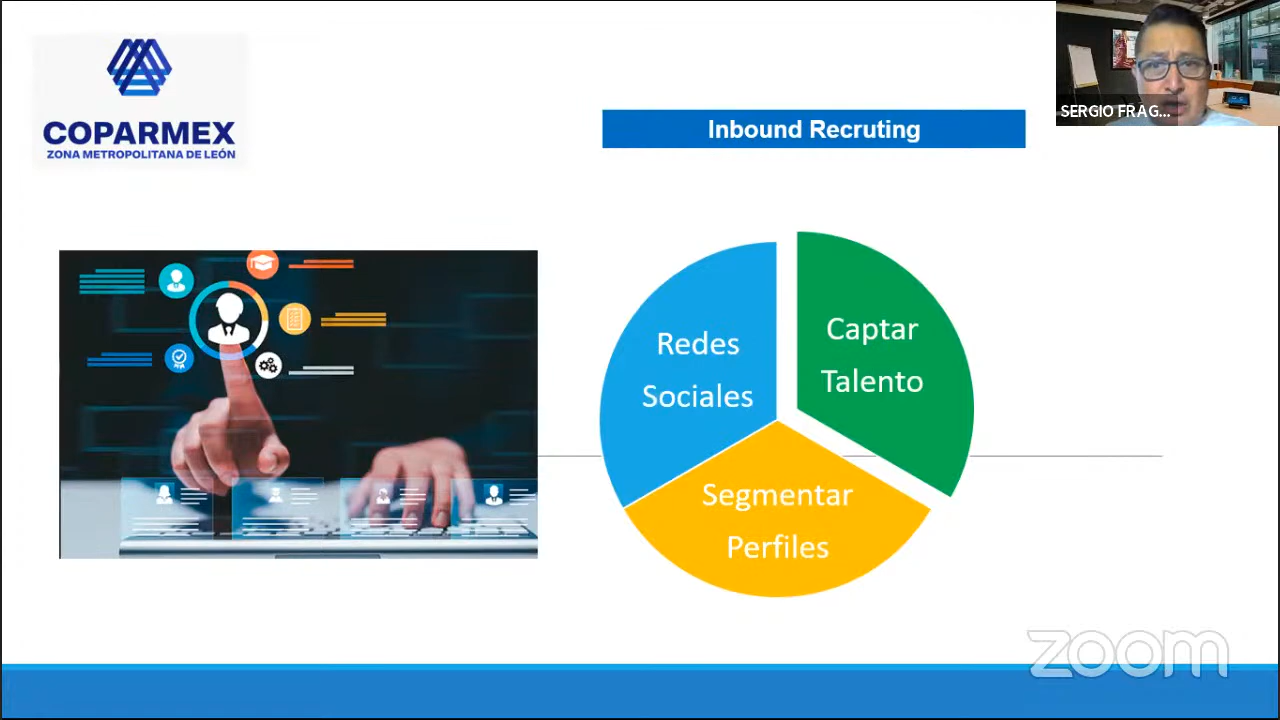 COPARMEX
ZONA METROPOLITANA DE LEÓN
Inbound Recruting
SERGIO FRAG...
Redes
Sociales
Captar
Talento
Segmentar
Perfiles
zoom